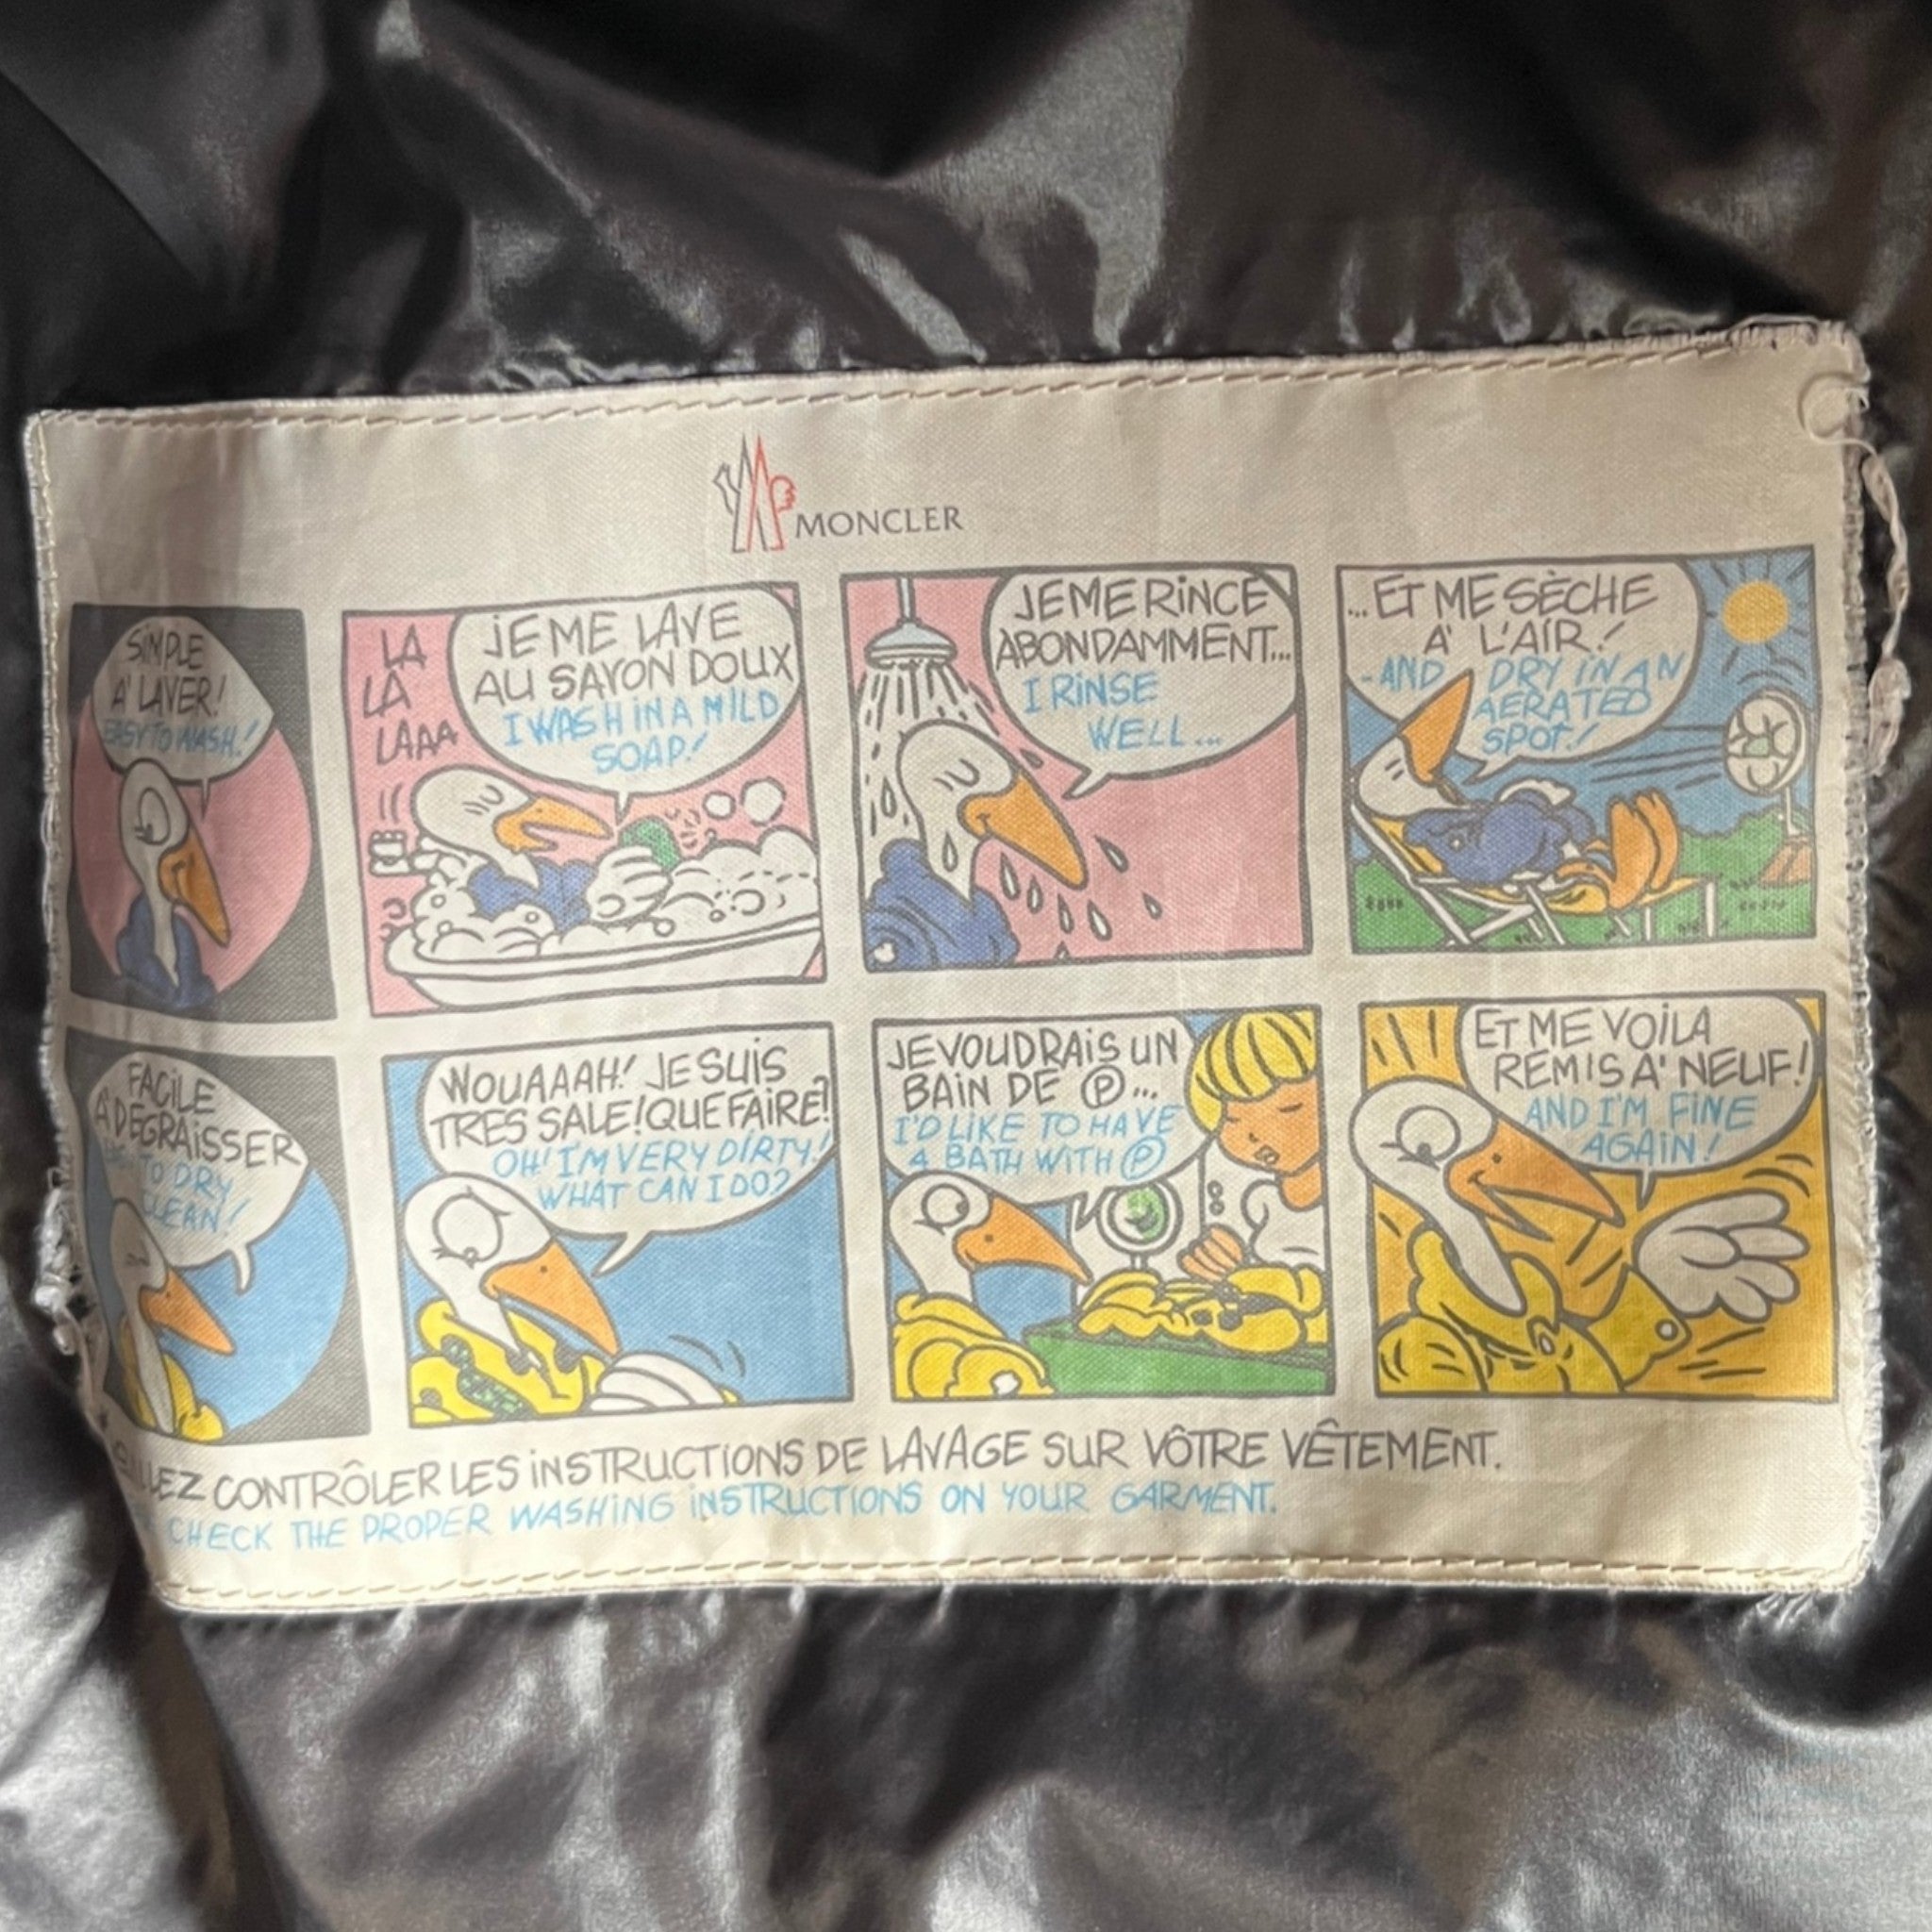 MONCLER
SIMPLE
A' LAVER!
EASY TO WASH!
LA
LA
LAAA
JE ME LAVE
AU SAVON DOUX
I WASH IN A MILD
SOAP!
JE ME RINCE
ABONDAMMENT...
I RINSE
WELL...
...ET ME SÈCHE
A' L'AIR!
-AND I DRY IN AN
AERATED
SPOT!
FACILE
A' DEGRAISSER
TO DRY
CLEAN!
WOUAAAH! JE SUIS
TRES SALE! QUE FAIRE?
OH! I'M VERY DIRTY!
WHAT CAN I DO?
JE VOUDRAIS UN
BAIN DE Ⓟ...
I'D LIKE TO HAVE
A BATH WITH Ⓟ
ET ME VOILA
REMIS A' NEUF!
AND I'M FINE
AGAIN!
CONTRÔLER LES INSTRUCTIONS DE LAVAGE SUR VÔTRE VÊTEMENT.
CHECK THE PROPER WASHING INSTRUCTIONS ON YOUR GARMENT.